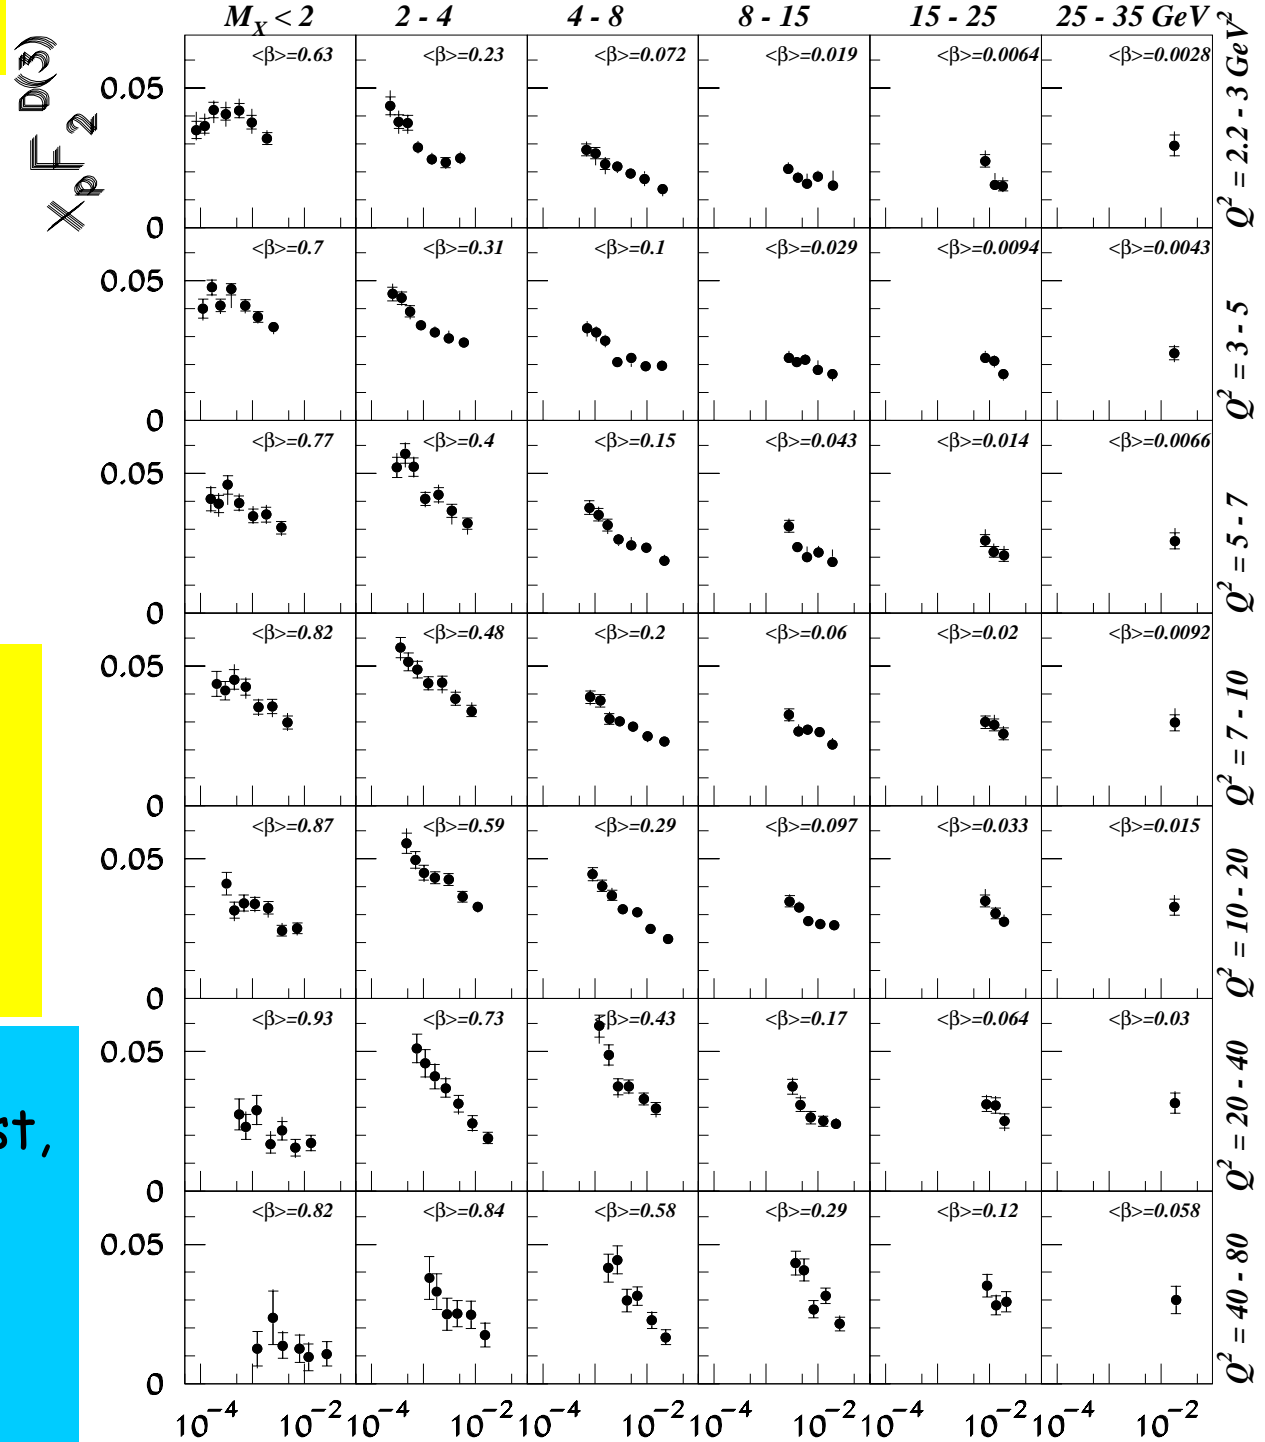 M_X < 2 2 - 4 4 - 8 8 - 15 15 - 25 25 - 35 GeV
x_P F_2^D(3)
0.05 <β>=0.63 <β>=0.23 <β>=0.072 <β>=0.019 <β>=0.0064 <β>=0.0028 Q² = 2.2 - 3 GeV²
0
0.05 <β>=0.7 <β>=0.31 <β>=0.1 <β>=0.029 <β>=0.0094 <β>=0.0043 Q² = 3 - 5
0
0.05 <β>=0.77 <β>=0.4 <β>=0.15 <β>=0.043 <β>=0.014 <β>=0.0066 Q² = 5 - 7
0
0.05 <β>=0.82 <β>=0.48 <β>=0.2 <β>=0.06 <β>=0.02 <β>=0.0092 Q² = 7 - 10
0
0.05 <β>=0.87 <β>=0.59 <β>=0.29 <β>=0.097 <β>=0.033 <β>=0.015 Q² = 10 - 20
0
0.05 <β>=0.93 <β>=0.73 <β>=0.43 <β>=0.17 <β>=0.064 <β>=0.03 Q² = 20 - 40
st,
0
0.05 <β>=0.82 <β>=0.84 <β>=0.58 <β>=0.29 <β>=0.12 <β>=0.058 Q² = 40 - 80
0
10⁻⁴ 10⁻² 10⁻⁴ 10⁻² 10⁻⁴ 10⁻² 10⁻⁴ 10⁻² 10⁻⁴ 10⁻² 10⁻⁴ 10⁻²